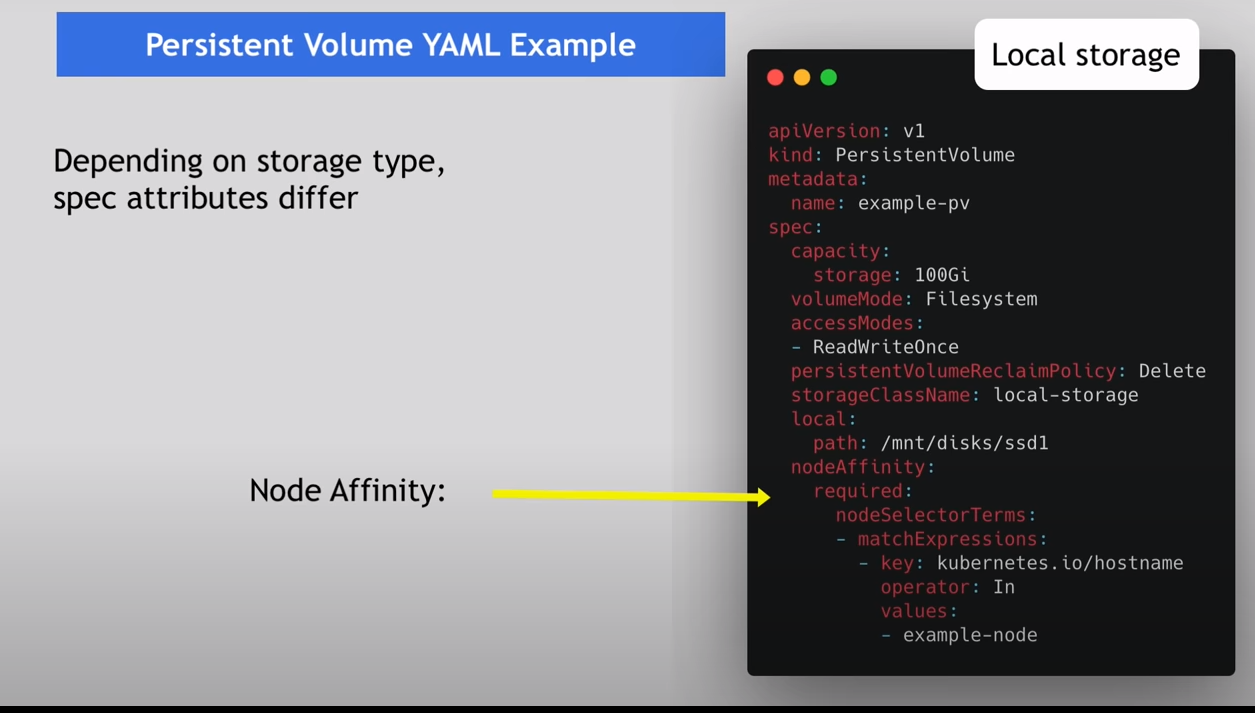 Persistent Volume YAML Example
Local storage
Depending on storage type,
spec attributes differ
Node Affinity:
apiVersion: v1
kind: PersistentVolume
metadata:
  name: example-pv
spec:
  capacity:
    storage: 100Gi
  volumeMode: Filesystem
  accessModes:
  - ReadWriteOnce
  persistentVolumeReclaimPolicy: Delete
  storageClassName: local-storage
  local:
    path: /mnt/disks/ssd1
  nodeAffinity:
    required:
      nodeSelectorTerms:
      - matchExpressions:
        - key: kubernetes.io/hostname
          operator: In
          values:
          - example-node